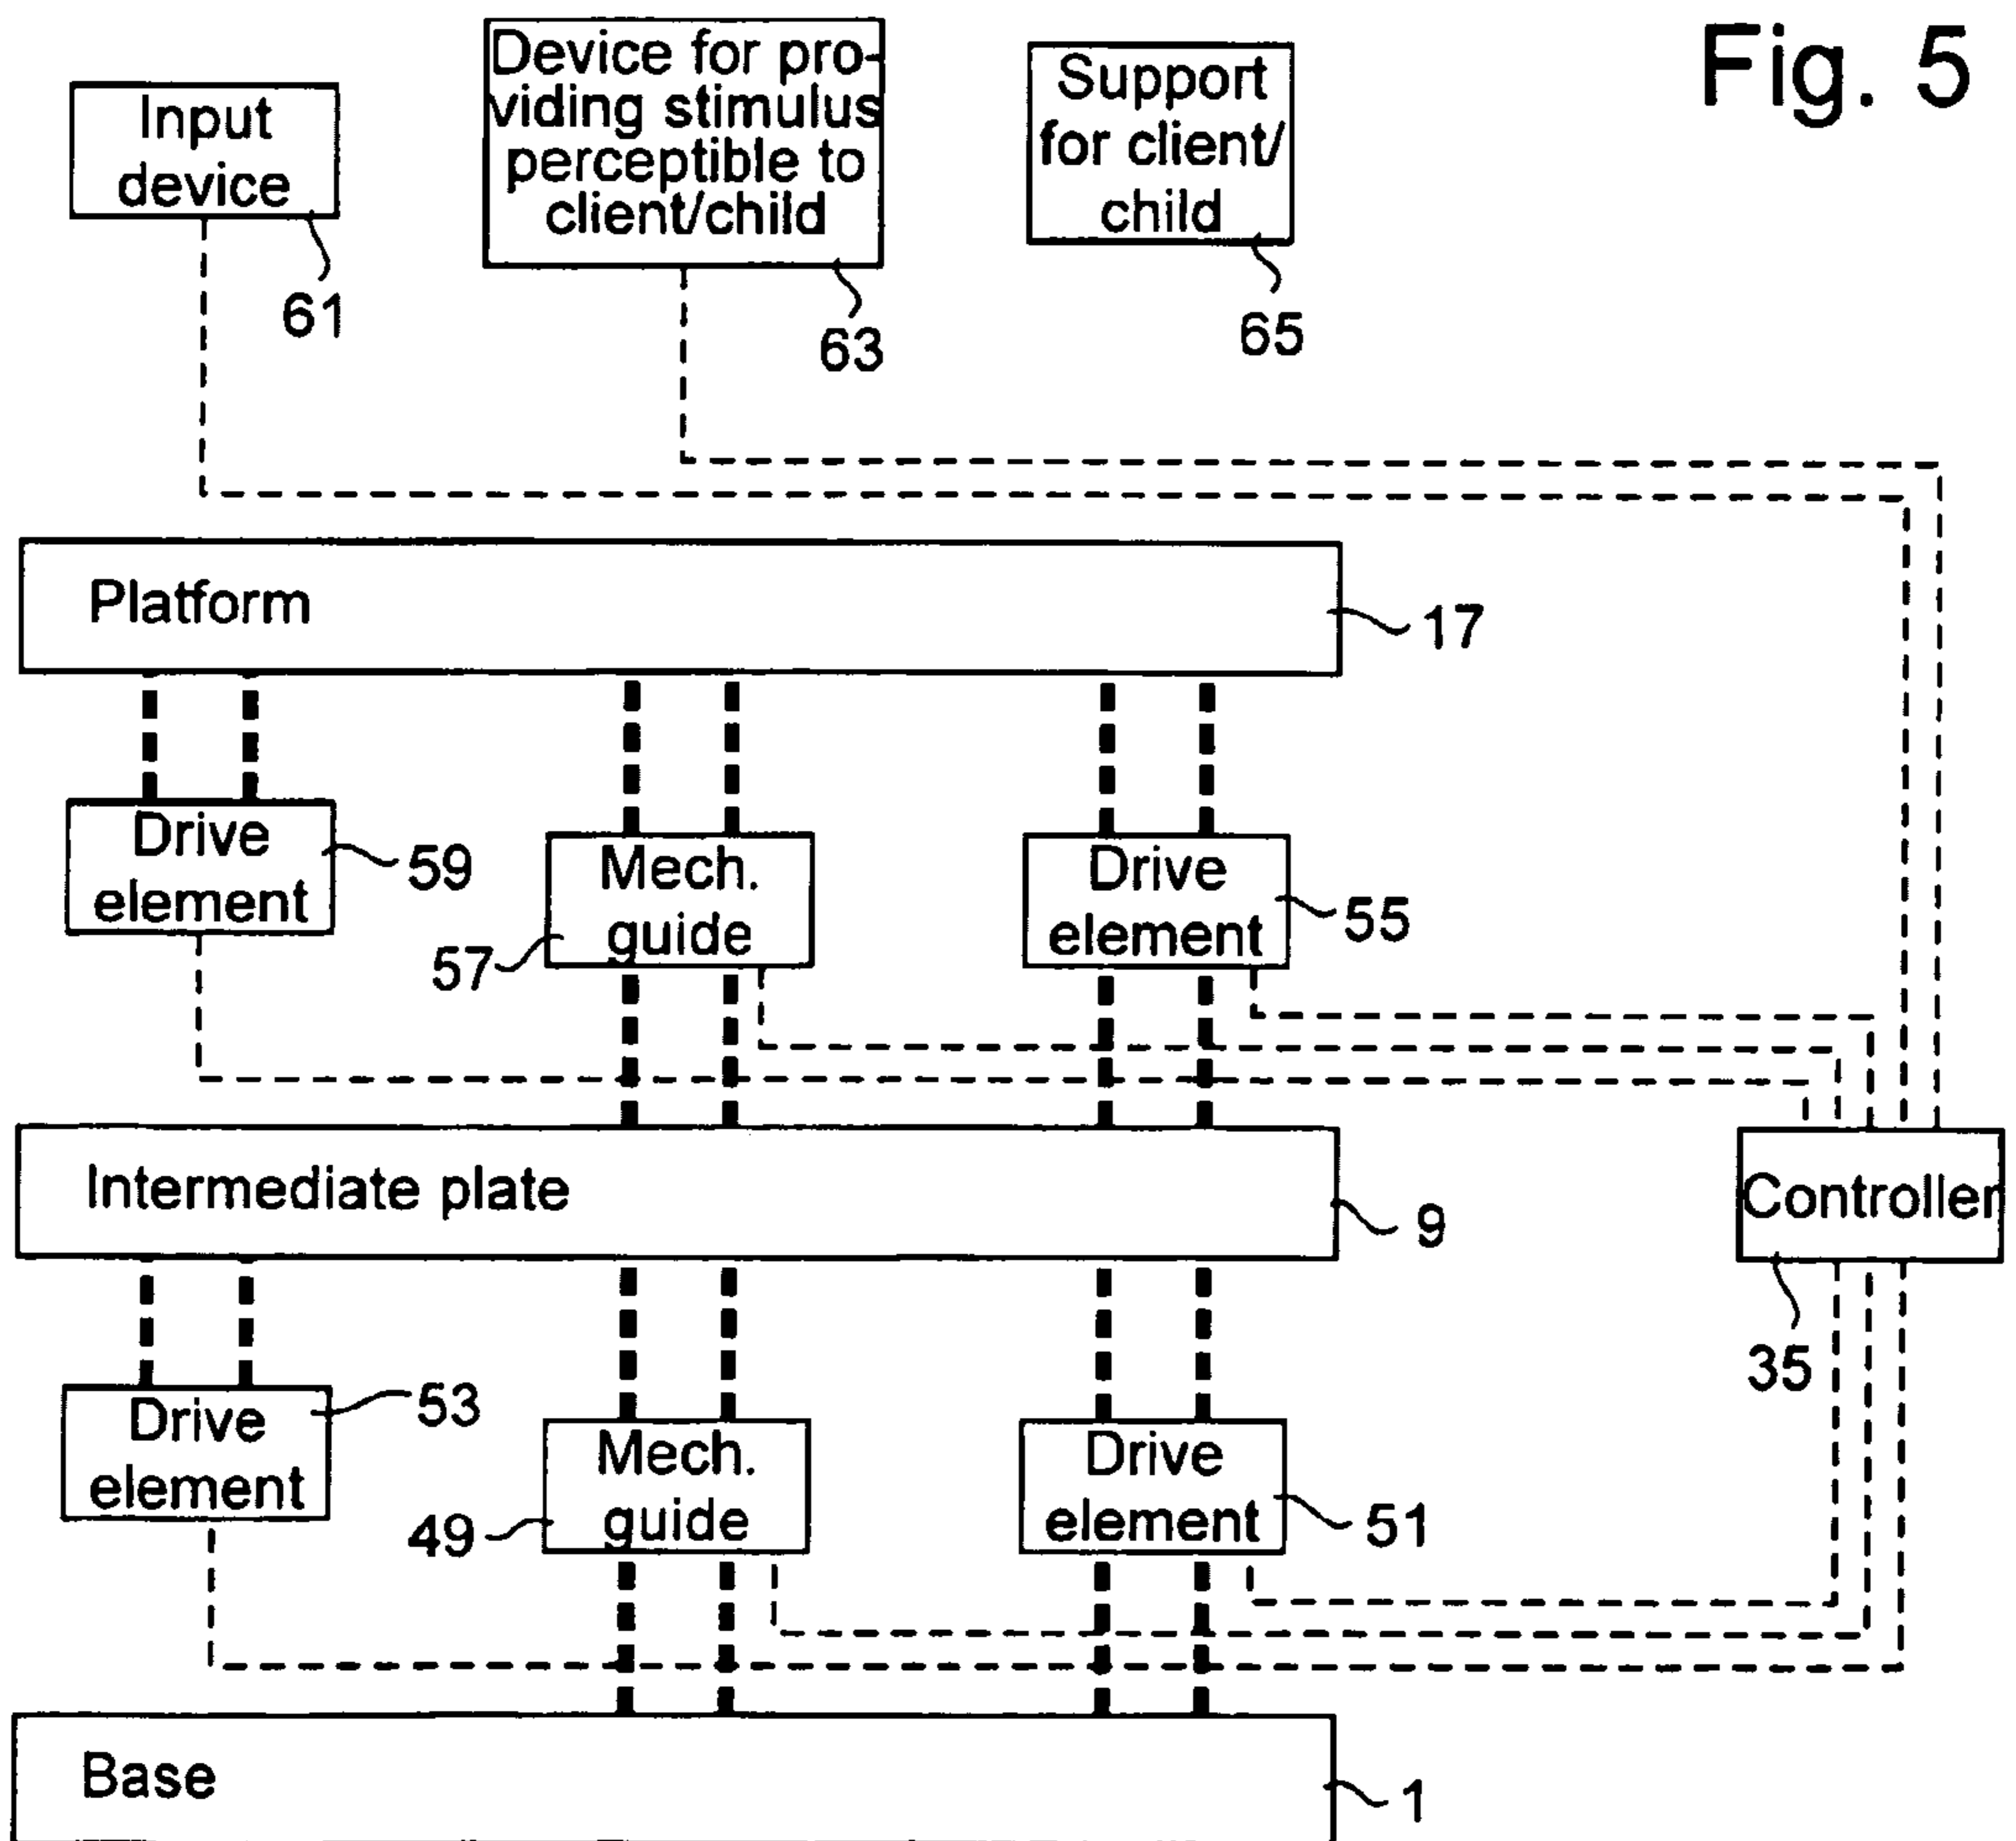 Fig. 5
Input
device
61
Device for pro-
viding stimulus
perceptible to
client/child
63
Support
for client/
child
65
Platform
17
Drive
element
59
Mech.
guide
57
Drive
element
55
Intermediate plate
9
Controller
35
Drive
element
53
Mech.
guide
49
Drive
element
51
Base
1